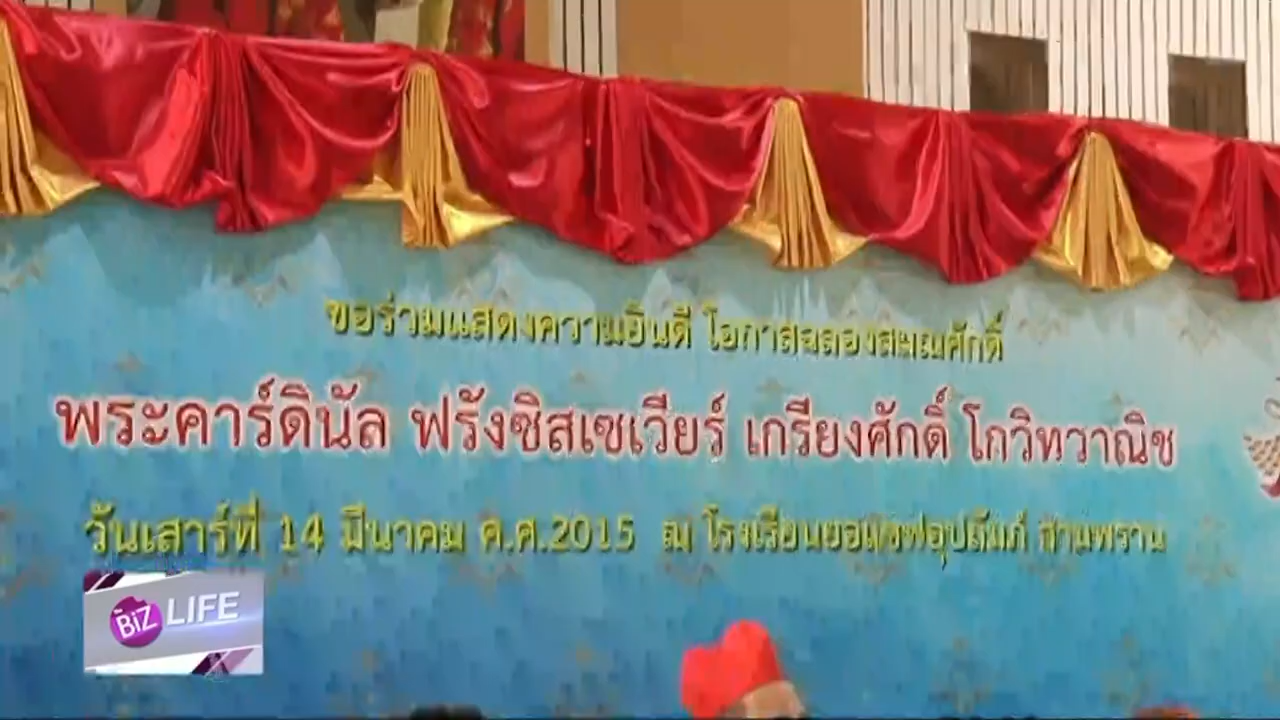 ขอร่วมแสดงความยินดี โอกาสฉลองสมณศักดิ์
พระคาร์ดินัล ฟรังซิสเซเวียร์ เกรียงศักดิ์ โกวิทวาณิช
วันเสาร์ที่ 14 มีนาคม ค.ศ.2015 ณ โรงเรียนยอแซฟอุปถัมภ์ สามพราน
BiZ LIFE